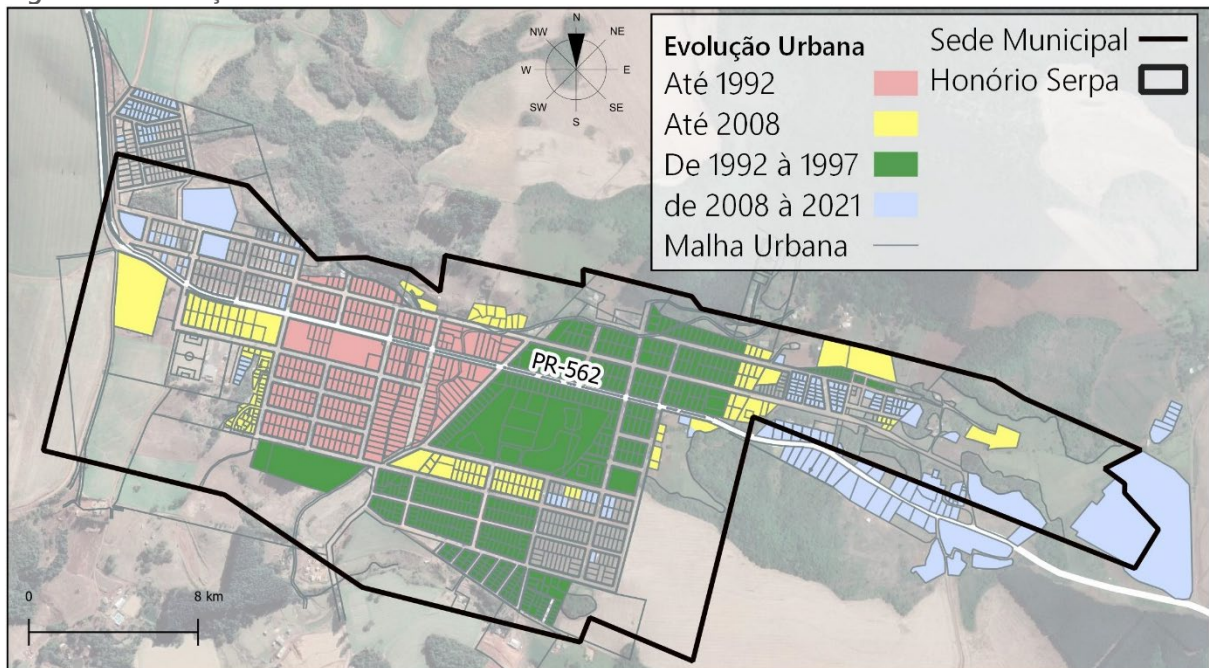 N
NW
NE
W
E
SW
SE
S
Evolução Urbana
Até 1992
Até 2008
De 1992 à 1997
de 2008 à 2021
Malha Urbana
Sede Municipal
Honório Serpa
PR-562
0 8 km